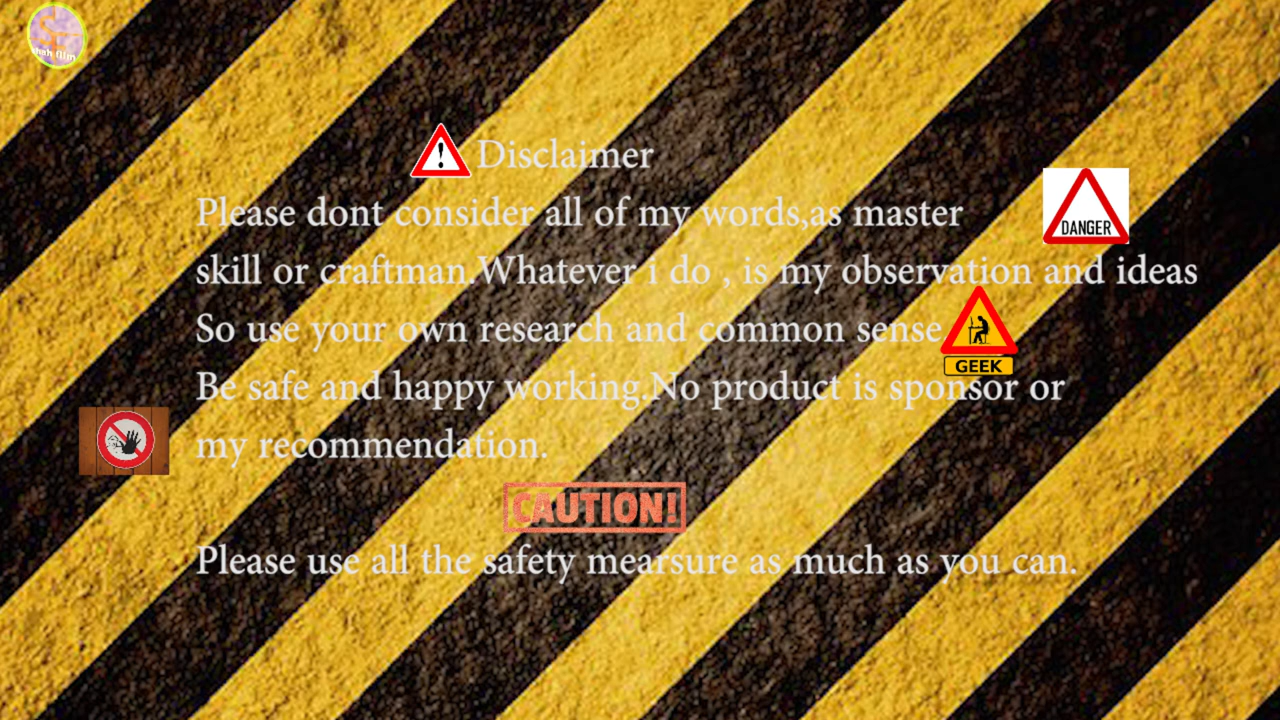 shah film
Disclaimer
Please dont consider all of my words,as master
DANGER
skill or craftman.Whatever i do , is my observation and ideas
So use your own research and common sense
GEEK
Be safe and happy working.No product is sponsor or
my recommendation.
CAUTION!
Please use all the safety mearsure as much as you can.